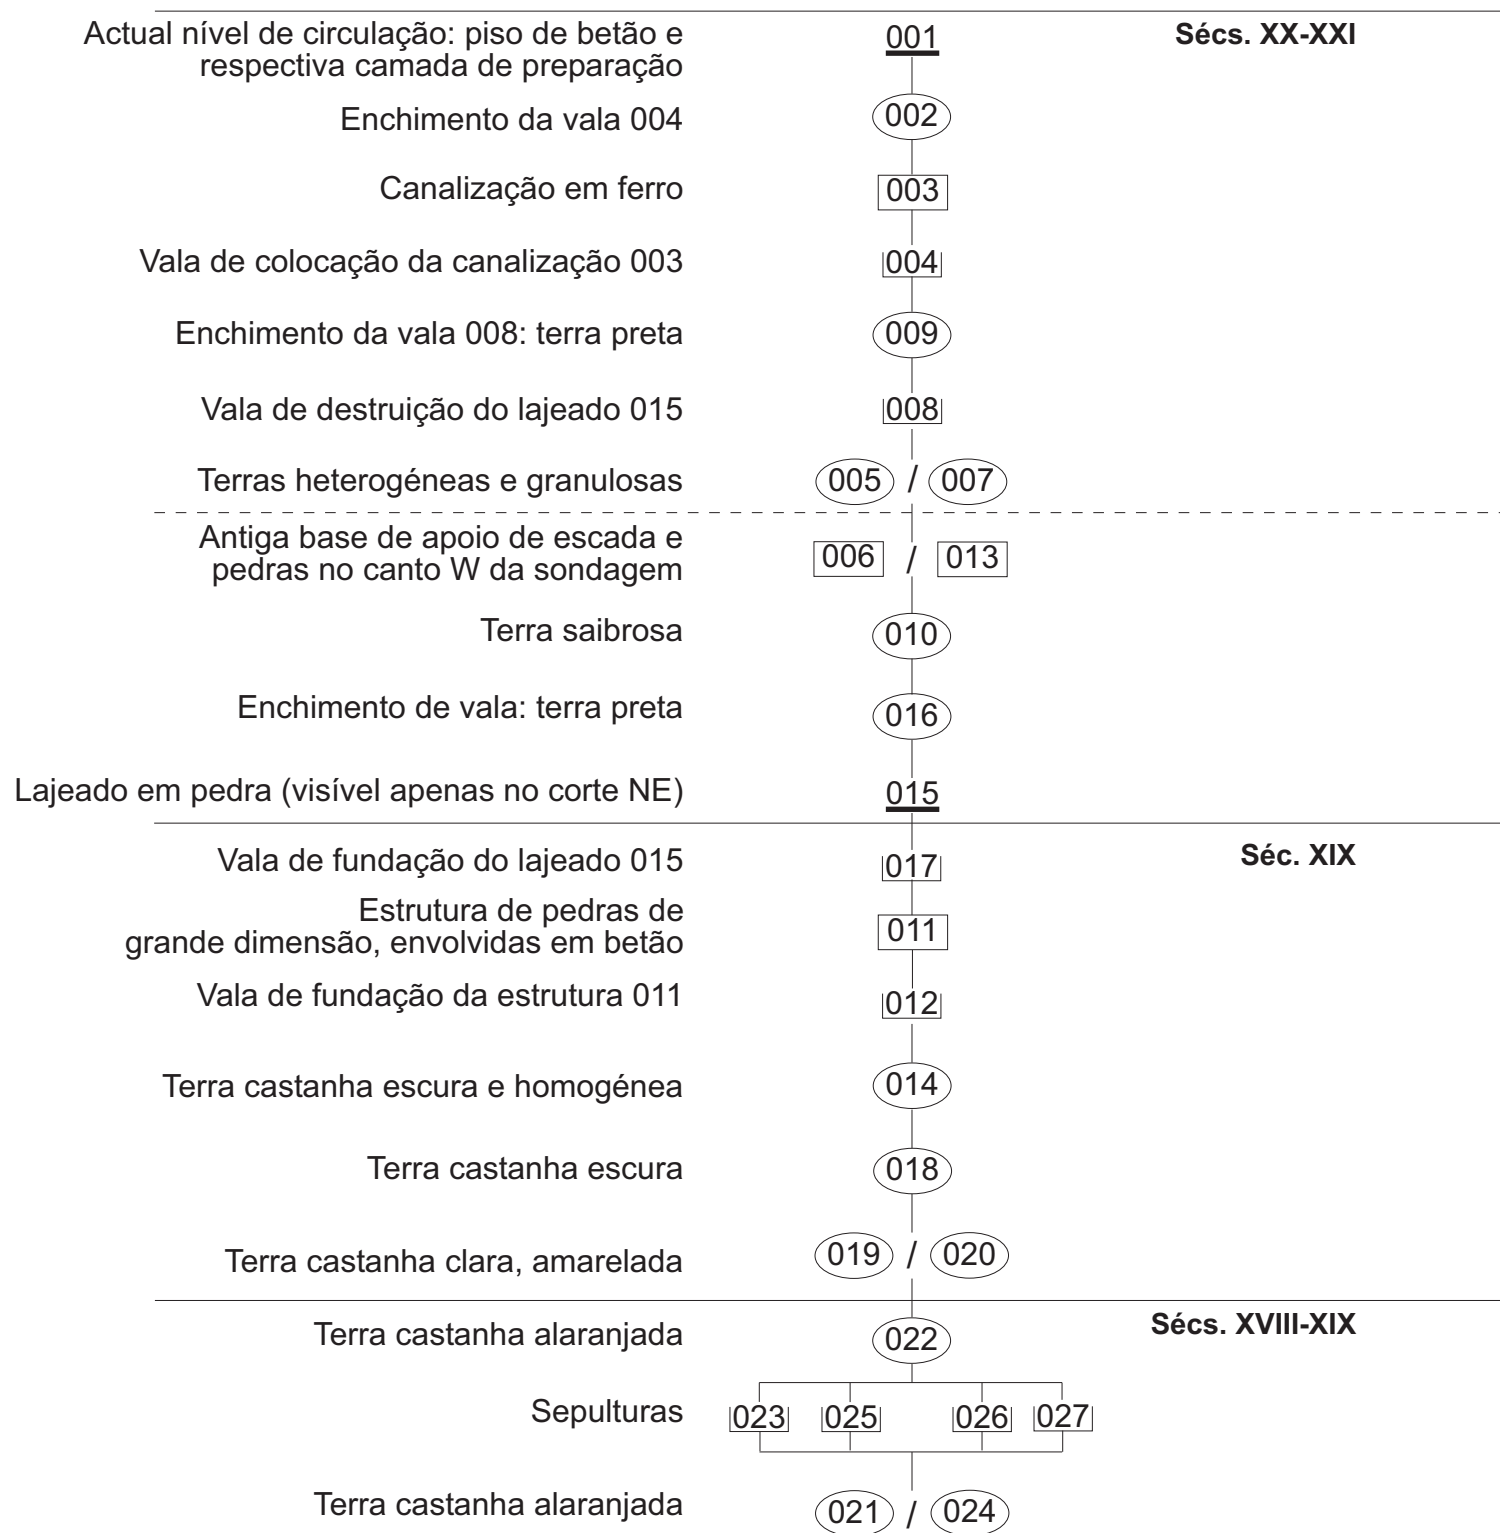 Actual nível de circulação: piso de betão e
respectiva camada de preparação
001
Sécs. XX-XXI
Enchimento da vala 004
002
Canalização em ferro
003
Vala de colocação da canalização 003
004
Enchimento da vala 008: terra preta
009
Vala de destruição do lajeado 015
008
Terras heterogéneas e granulosas
005 / 007
Antiga base de apoio de escada e
pedras no canto W da sondagem
006 / 013
Terra saibrosa
010
Enchimento de vala: terra preta
016
Lajeado em pedra (visível apenas no corte NE)
015
Vala de fundação do lajeado 015
017
Séc. XIX
Estrutura de pedras de
grande dimensão, envolvidas em betão
011
Vala de fundação da estrutura 011
012
Terra castanha escura e homogénea
014
Terra castanha escura
018
Terra castanha clara, amarelada
019 / 020
Terra castanha alaranjada
022
Sécs. XVIII-XIX
Sepulturas
023 025 026 027
Terra castanha alaranjada
021 / 024